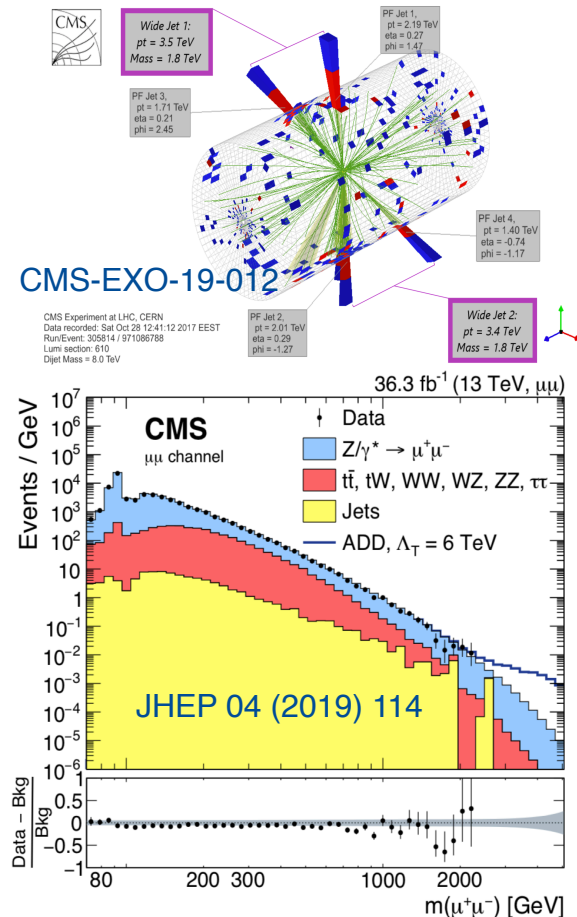 CMS
Wide Jet 1:
pt = 3.5 TeV
Mass = 1.8 TeV
PF Jet 1,
pt = 2.19 TeV
eta = 0.27
phi = 1.47
PF Jet 3,
pt = 1.71 TeV
eta = 0.21
phi = 2.45
PF Jet 4,
pt = 1.40 TeV
eta = -0.74
phi = -1.17
CMS-EXO-19-012
CMS Experiment at LHC, CERN
Data recorded: Sat Oct 28 12:41:12 2017 EEST
Run/Event: 305814 / 971086788
Lumi section: 610
Dijet Mass = 8.0 TeV
PF Jet 2,
pt = 2.01 TeV
eta = 0.29
phi = -1.27
Wide Jet 2:
pt = 3.4 TeV
Mass = 1.8 TeV
36.3 fb⁻¹ (13 TeV, μμ)
CMS
μμ channel
Data
Z/γ* → μ⁺μ⁻
tt̄, tW, WW, WZ, ZZ, ττ
Jets
ADD, Λ_T = 6 TeV
Events / GeV
10⁷
10⁶
10⁵
10⁴
10³
10²
10
1
10⁻¹
10⁻²
10⁻³
10⁻⁴
10⁻⁵
10⁻⁶
JHEP 04 (2019) 114
Data − Bkg
Bkg
1
0.5
0
-0.5
-1
80 200 300 1000 2000
m(μ⁺μ⁻) [GeV]